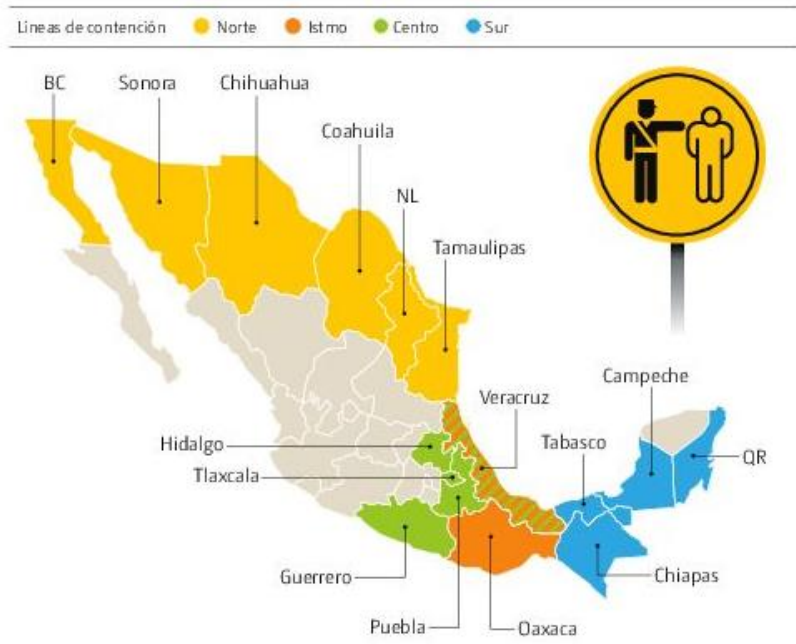 Lineas de contención Norte Istmo Centro Sur
BC Sonora Chihuahua
Coahuila
NL
Tamaulipas
Campeche
Veracruz
Tabasco
Hidalgo
QR
Tlaxcala
Guerrero
Chiapas
Puebla
Oaxaca